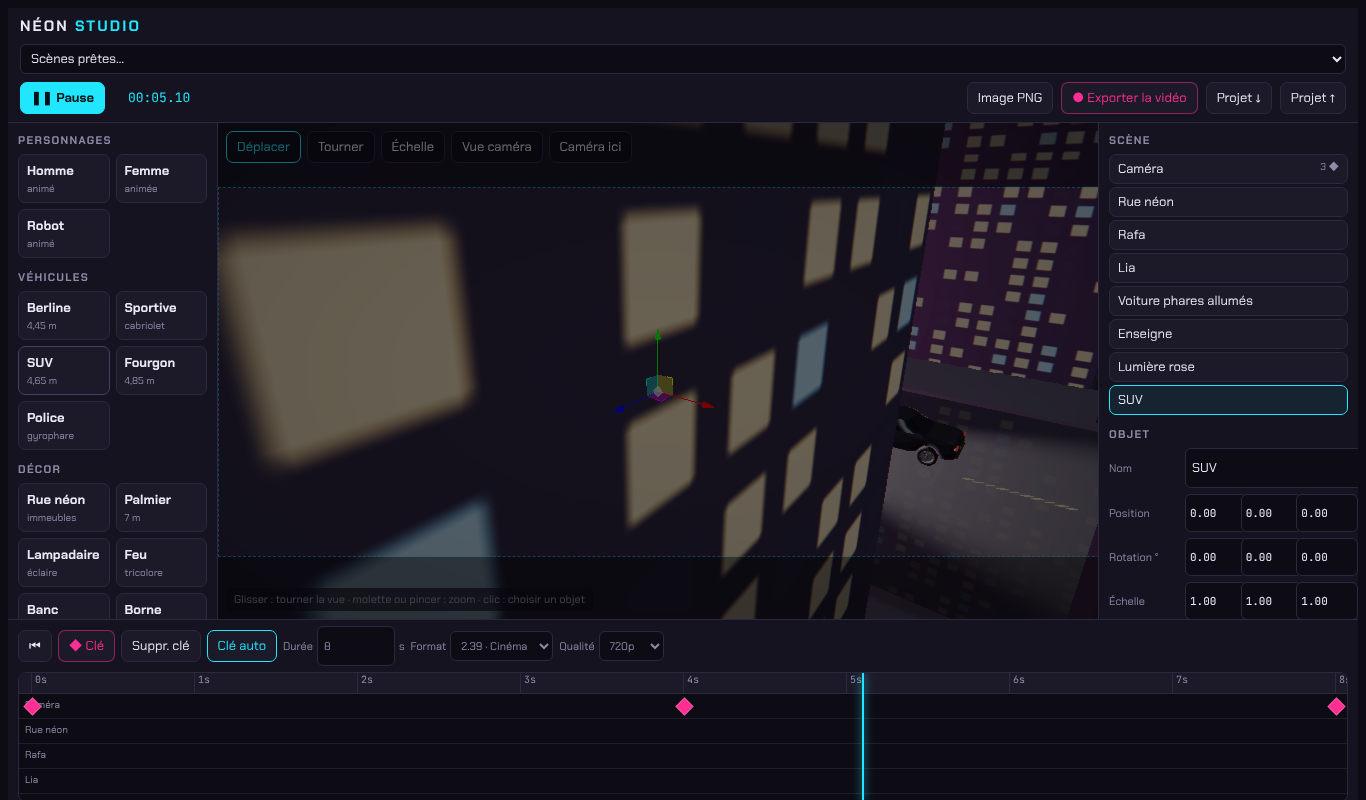 NÉON STUDIO
Scènes prêtes...
❚❚ Pause
00:05.10
Image PNG
● Exporter la vidéo
Projet ↓
Projet ↑
PERSONNAGES
Homme
animé
Femme
animée
Robot
animé
VÉHICULES
Berline
4,45 m
Sportive
cabriolet
SUV
4,65 m
Fourgon
4,85 m
Police
gyrophare
DÉCOR
Rue néon
immeubles
Palmier
7 m
Lampadaire
éclaire
Feu
tricolore
Banc
Borne
Déplacer
Tourner
Échelle
Vue caméra
Caméra ici
Glisser : tourner la vue · molette ou pincer : zoom · clic : choisir un objet
SCÈNE
Caméra 3 ◆
Rue néon
Rafa
Lia
Voiture phares allumés
Enseigne
Lumière rose
SUV
OBJET
Nom SUV
Position 0.00 0.00 0.00
Rotation ° 0.00 0.00 0.00
Échelle 1.00 1.00 1.00
⏮ ◆ Clé Suppr. clé Clé auto Durée 8 s Format 2.39 · Cinéma Qualité 720p
0s 1s 2s 3s 4s 5s 6s 7s 8s
Caméra
Rue néon
Rafa
Lia